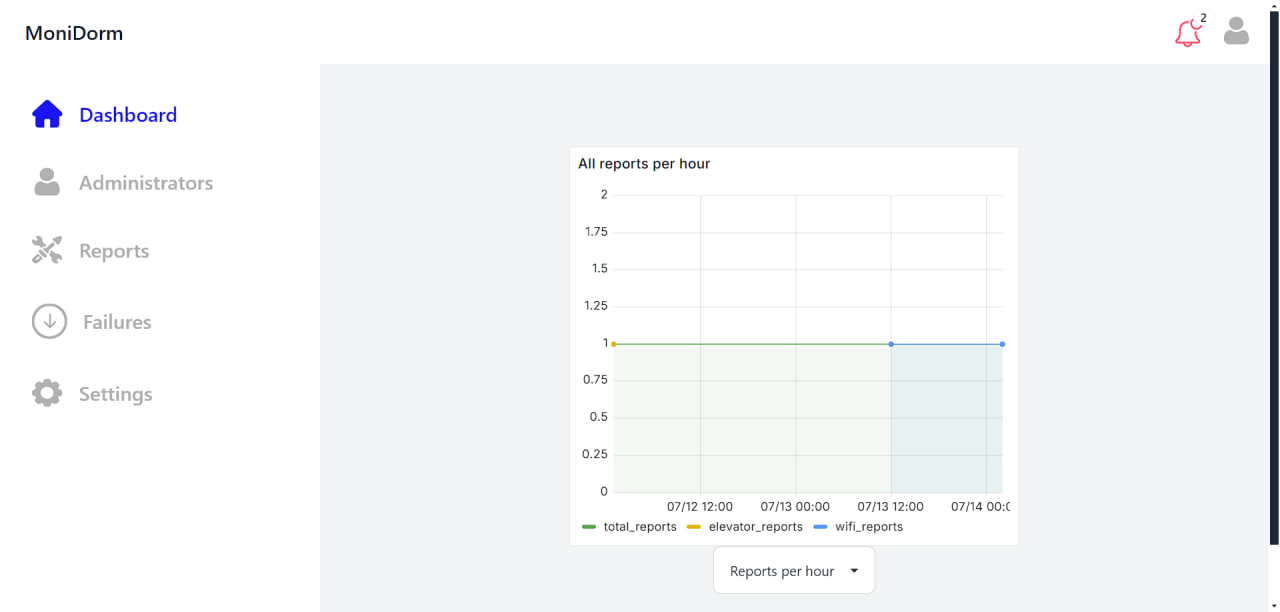 MoniDorm
2
Dashboard
Administrators
Reports
Failures
Settings
All reports per hour
2
1.75
1.5
1.25
1
0.75
0.5
0.25
0
07/12 12:00 07/13 00:00 07/13 12:00 07/14 00:0
total_reports elevator_reports wifi_reports
Reports per hour